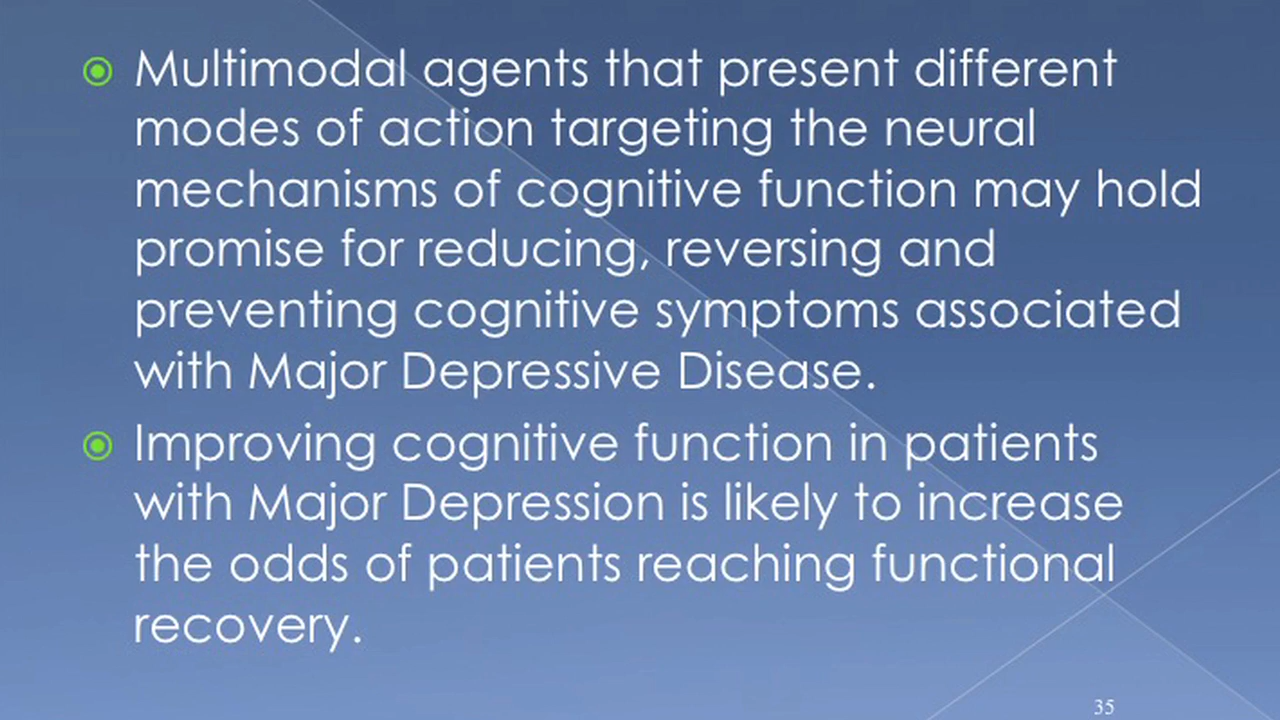 Multimodal agents that present different
modes of action targeting the neural
mechanisms of cognitive function may hold
promise for reducing, reversing and
preventing cognitive symptoms associated
with Major Depressive Disease.
Improving cognitive function in patients
with Major Depression is likely to increase
the odds of patients reaching functional
recovery.
35